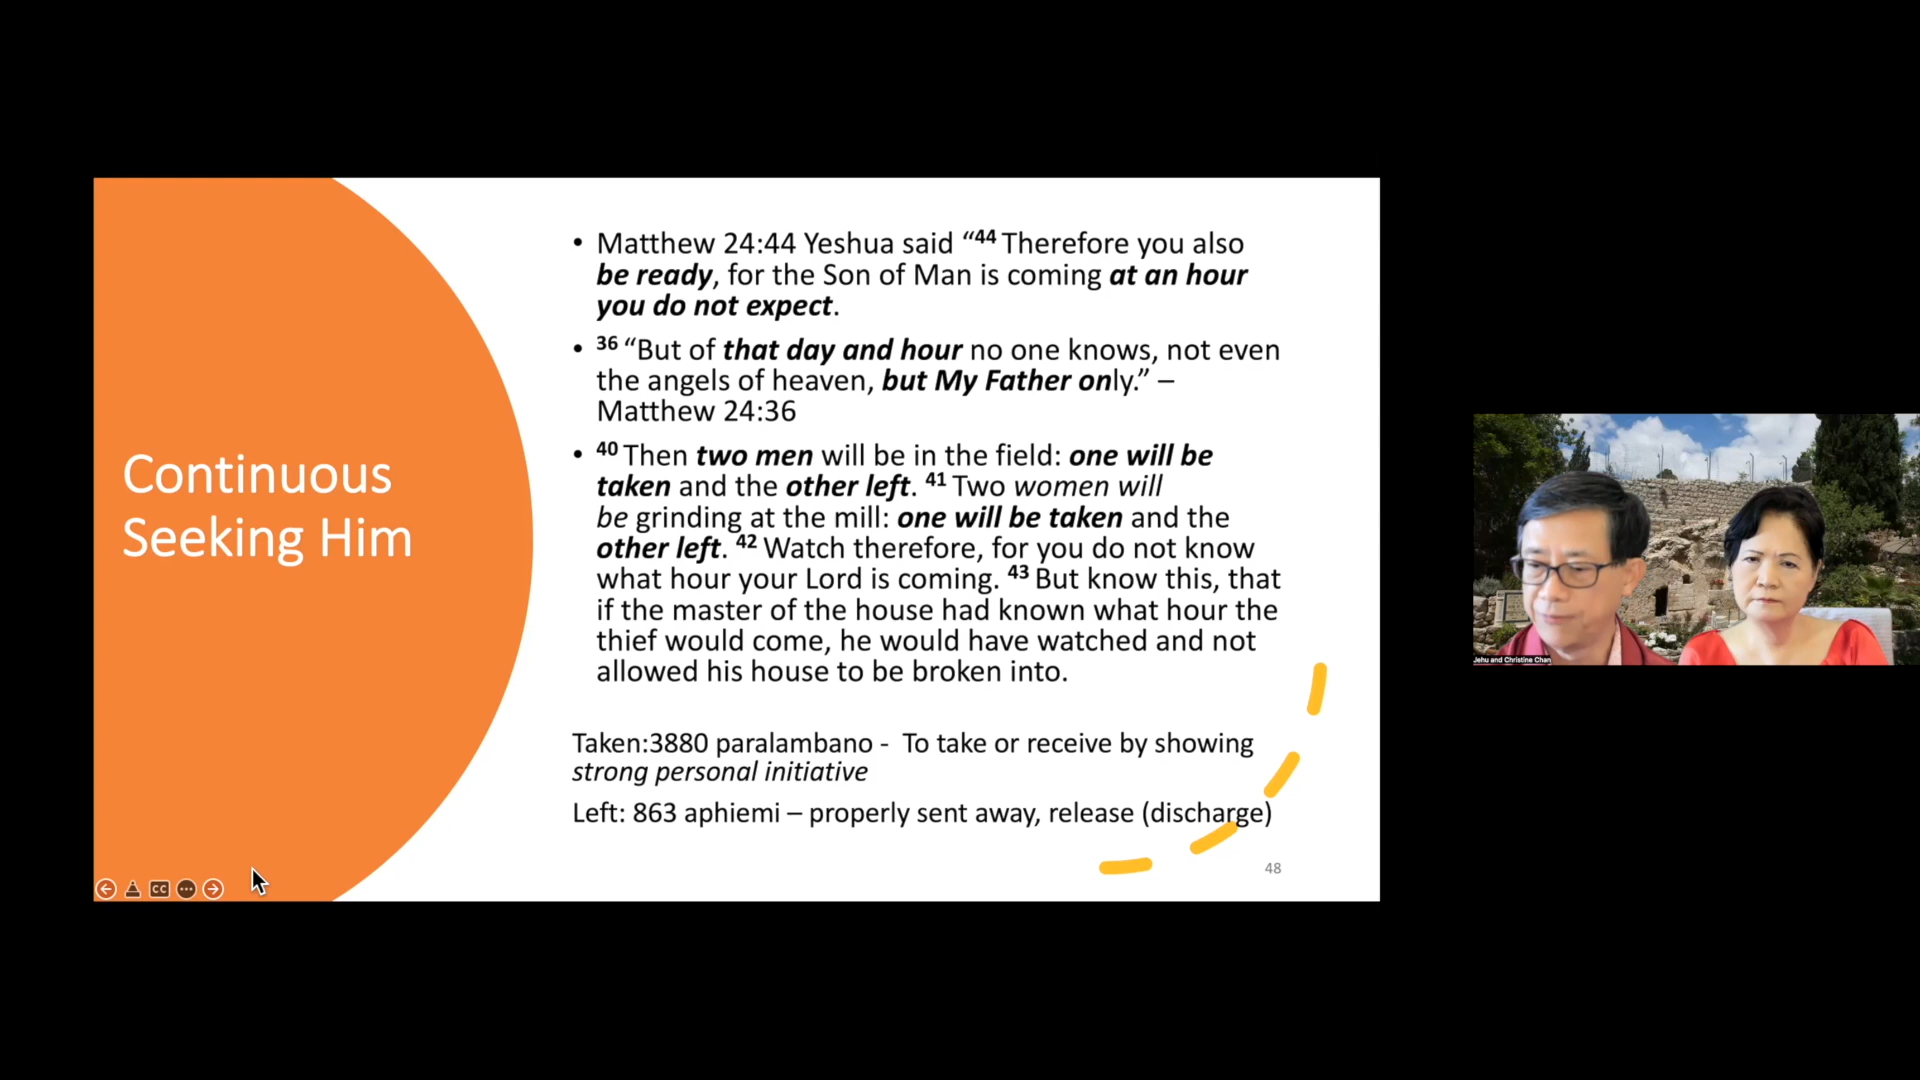 Continuous
Seeking Him
• Matthew 24:44 Yeshua said “44 Therefore you also
be ready, for the Son of Man is coming at an hour
you do not expect.
• 36 “But of that day and hour no one knows, not even
the angels of heaven, but My Father only.” –
Matthew 24:36
• 40 Then two men will be in the field: one will be
taken and the other left. 41 Two women will
be grinding at the mill: one will be taken and the
other left. 42 Watch therefore, for you do not know
what hour your Lord is coming. 43 But know this, that
if the master of the house had known what hour the
thief would come, he would have watched and not
allowed his house to be broken into.
Taken:3880 paralambano - To take or receive by showing
strong personal initiative
Left: 863 aphiemi – properly sent away, release (discharge)
48
CC
Jehu and Christine Chan